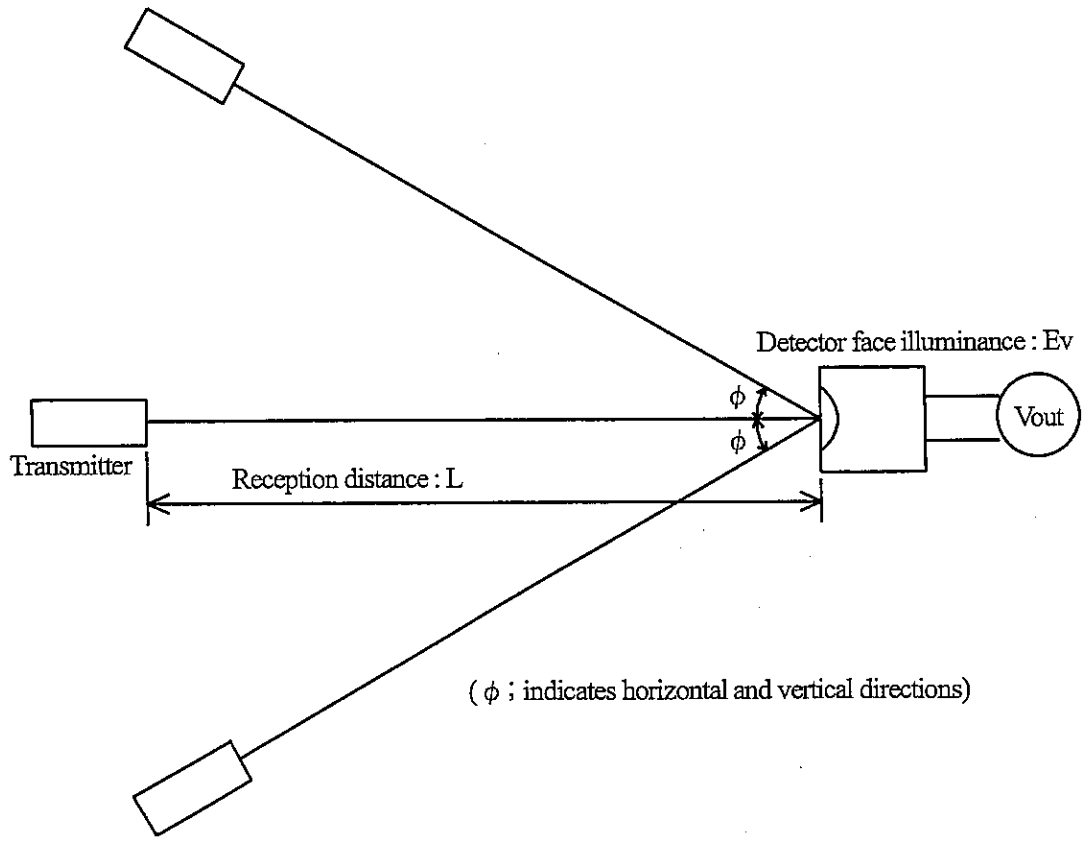 Detector face illuminance : Ev
ϕ
Vout
ϕ
Transmitter
Reception distance : L
( ϕ ; indicates horizontal and vertical directions)